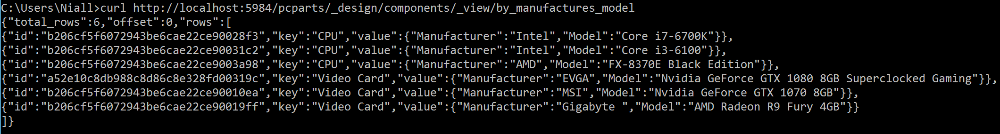 C:\Users\Niall>curl http://localhost:5984/pcparts/_design/components/_view/by_manufactures_model
{"total_rows":6,"offset":0,"rows":[
{"id":"b206cf5f6072943be6cae22ce90028f3","key":"CPU","value":{"Manufacturer":"Intel","Model":"Core i7-6700K"}},
{"id":"b206cf5f6072943be6cae22ce90031c2","key":"CPU","value":{"Manufacturer":"Intel","Model":"Core i3-6100"}},
{"id":"b206cf5f6072943be6cae22ce9003a98","key":"CPU","value":{"Manufacturer":"AMD","Model":"FX-8370E Black Edition"}},
{"id":"a52e10c8db988c8d86c8e328fd00319c","key":"Video Card","value":{"Manufacturer":"EVGA","Model":"Nvidia GeForce GTX 1080 8GB Superclocked Gaming"}},
{"id":"b206cf5f6072943be6cae22ce90010ea","key":"Video Card","value":{"Manufacturer":"MSI","Model":"Nvidia GeForce GTX 1070 8GB"}},
{"id":"b206cf5f6072943be6cae22ce90019ff","key":"Video Card","value":{"Manufacturer":"Gigabyte ","Model":"AMD Radeon R9 Fury 4GB"}}
]}